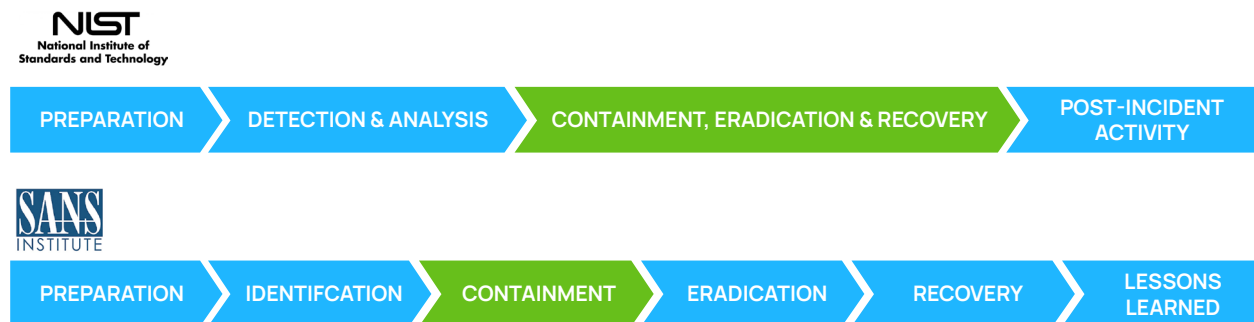 NIST
National Institute of
Standards and Technology
PREPARATION
DETECTION & ANALYSIS
CONTAINMENT, ERADICATION & RECOVERY
POST-INCIDENT
ACTIVITY
SANS
INSTITUTE
PREPARATION
IDENTIFCATION
CONTAINMENT
ERADICATION
RECOVERY
LESSONS
LEARNED